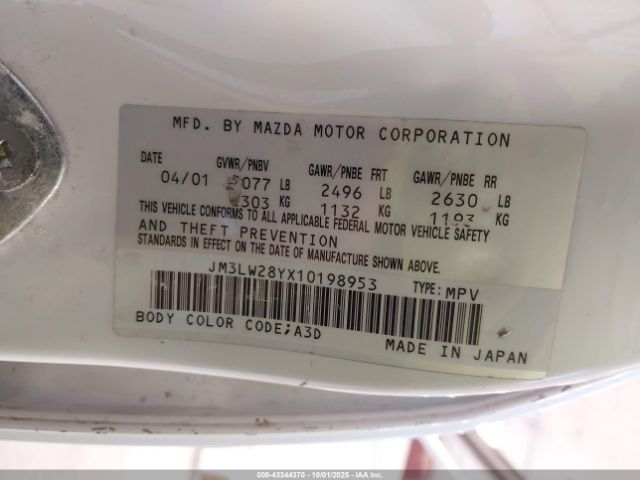 MFD. BY MAZDA MOTOR CORPORATION
DATE GVWR/PNBV GAWR/PNBE FRT GAWR/PNBE RR
04/01 LB 2496 LB 2630 LB
KG 1132 KG 1193 KG
THIS VEHICLE CONFORMS TO ALL APPLICABLE FEDERAL MOTOR VEHICLE SAFETY
AND THEFT PREVENTION
STANDARDS IN EFFECT ON THE DATE OF MANUFACTURE SHOWN ABOVE.
JM3LW28YX10198953 TYPE: MPV
BODY COLOR CODE;A3D
MADE IN JAPAN
000-43344370 | 10/01/2025 - IAA Inc.